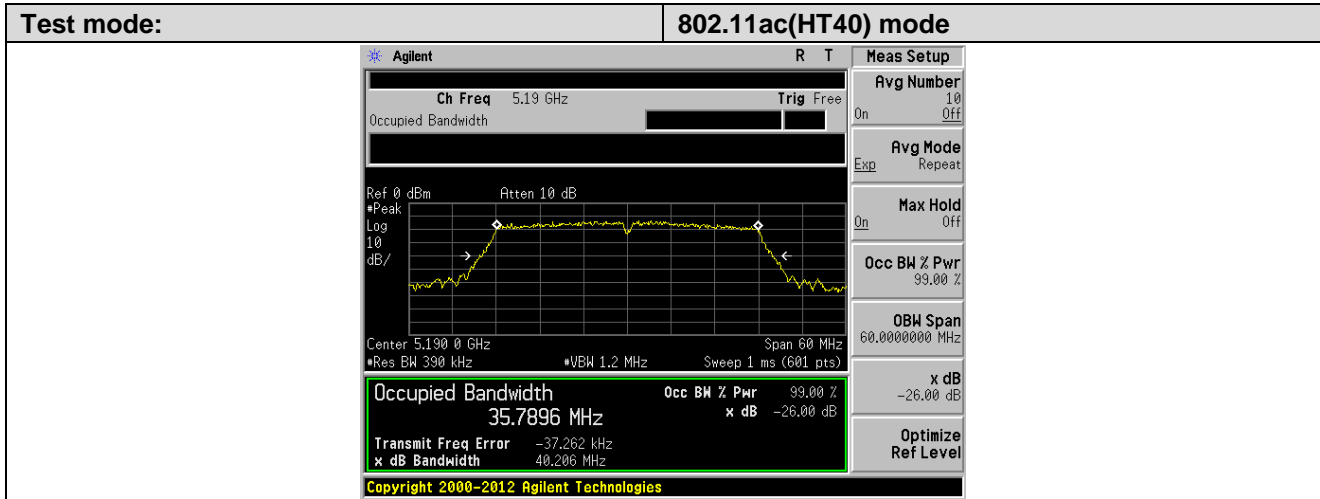 Test mode: 802.11ac(HT40) mode
Agilent R T
Ch Freq 5.19 GHz Trig Free
Occupied Bandwidth
Ref 0 dBm Atten 10 dB
#Peak
Log
10
dB/
Center 5.190 0 GHz Span 60 MHz
#Res BW 390 kHz #VBW 1.2 MHz Sweep 1 ms (601 pts)
Occupied Bandwidth Occ BW % Pwr 99.00 %
35.7896 MHz x dB -26.00 dB
Transmit Freq Error -37.262 kHz
x dB Bandwidth 40.206 MHz
Copyright 2000-2012 Agilent Technologies
Meas Setup
Avg Number
10
On Off
Avg Mode
Exp Repeat
Max Hold
On Off
Occ BW % Pwr
99.00 %
OBW Span
60.0000000 MHz
x dB
-26.00 dB
Optimize
Ref Level